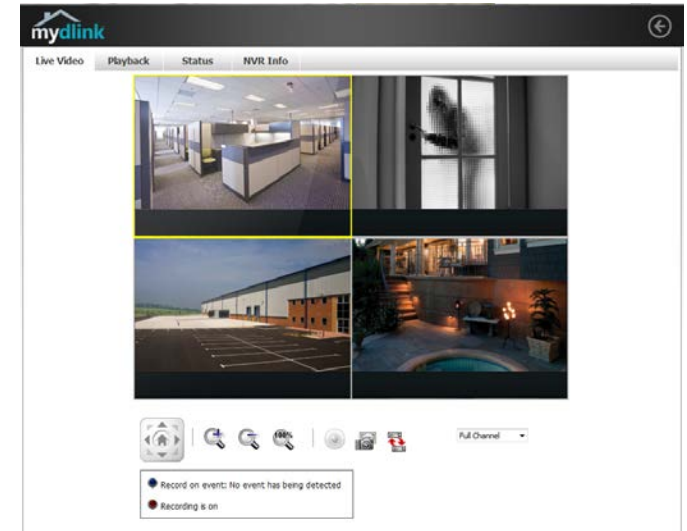 mydlink
Live Video Playback Status NVR Info
100%
Full Channel
Record on event; No event has being detected
Recording is on